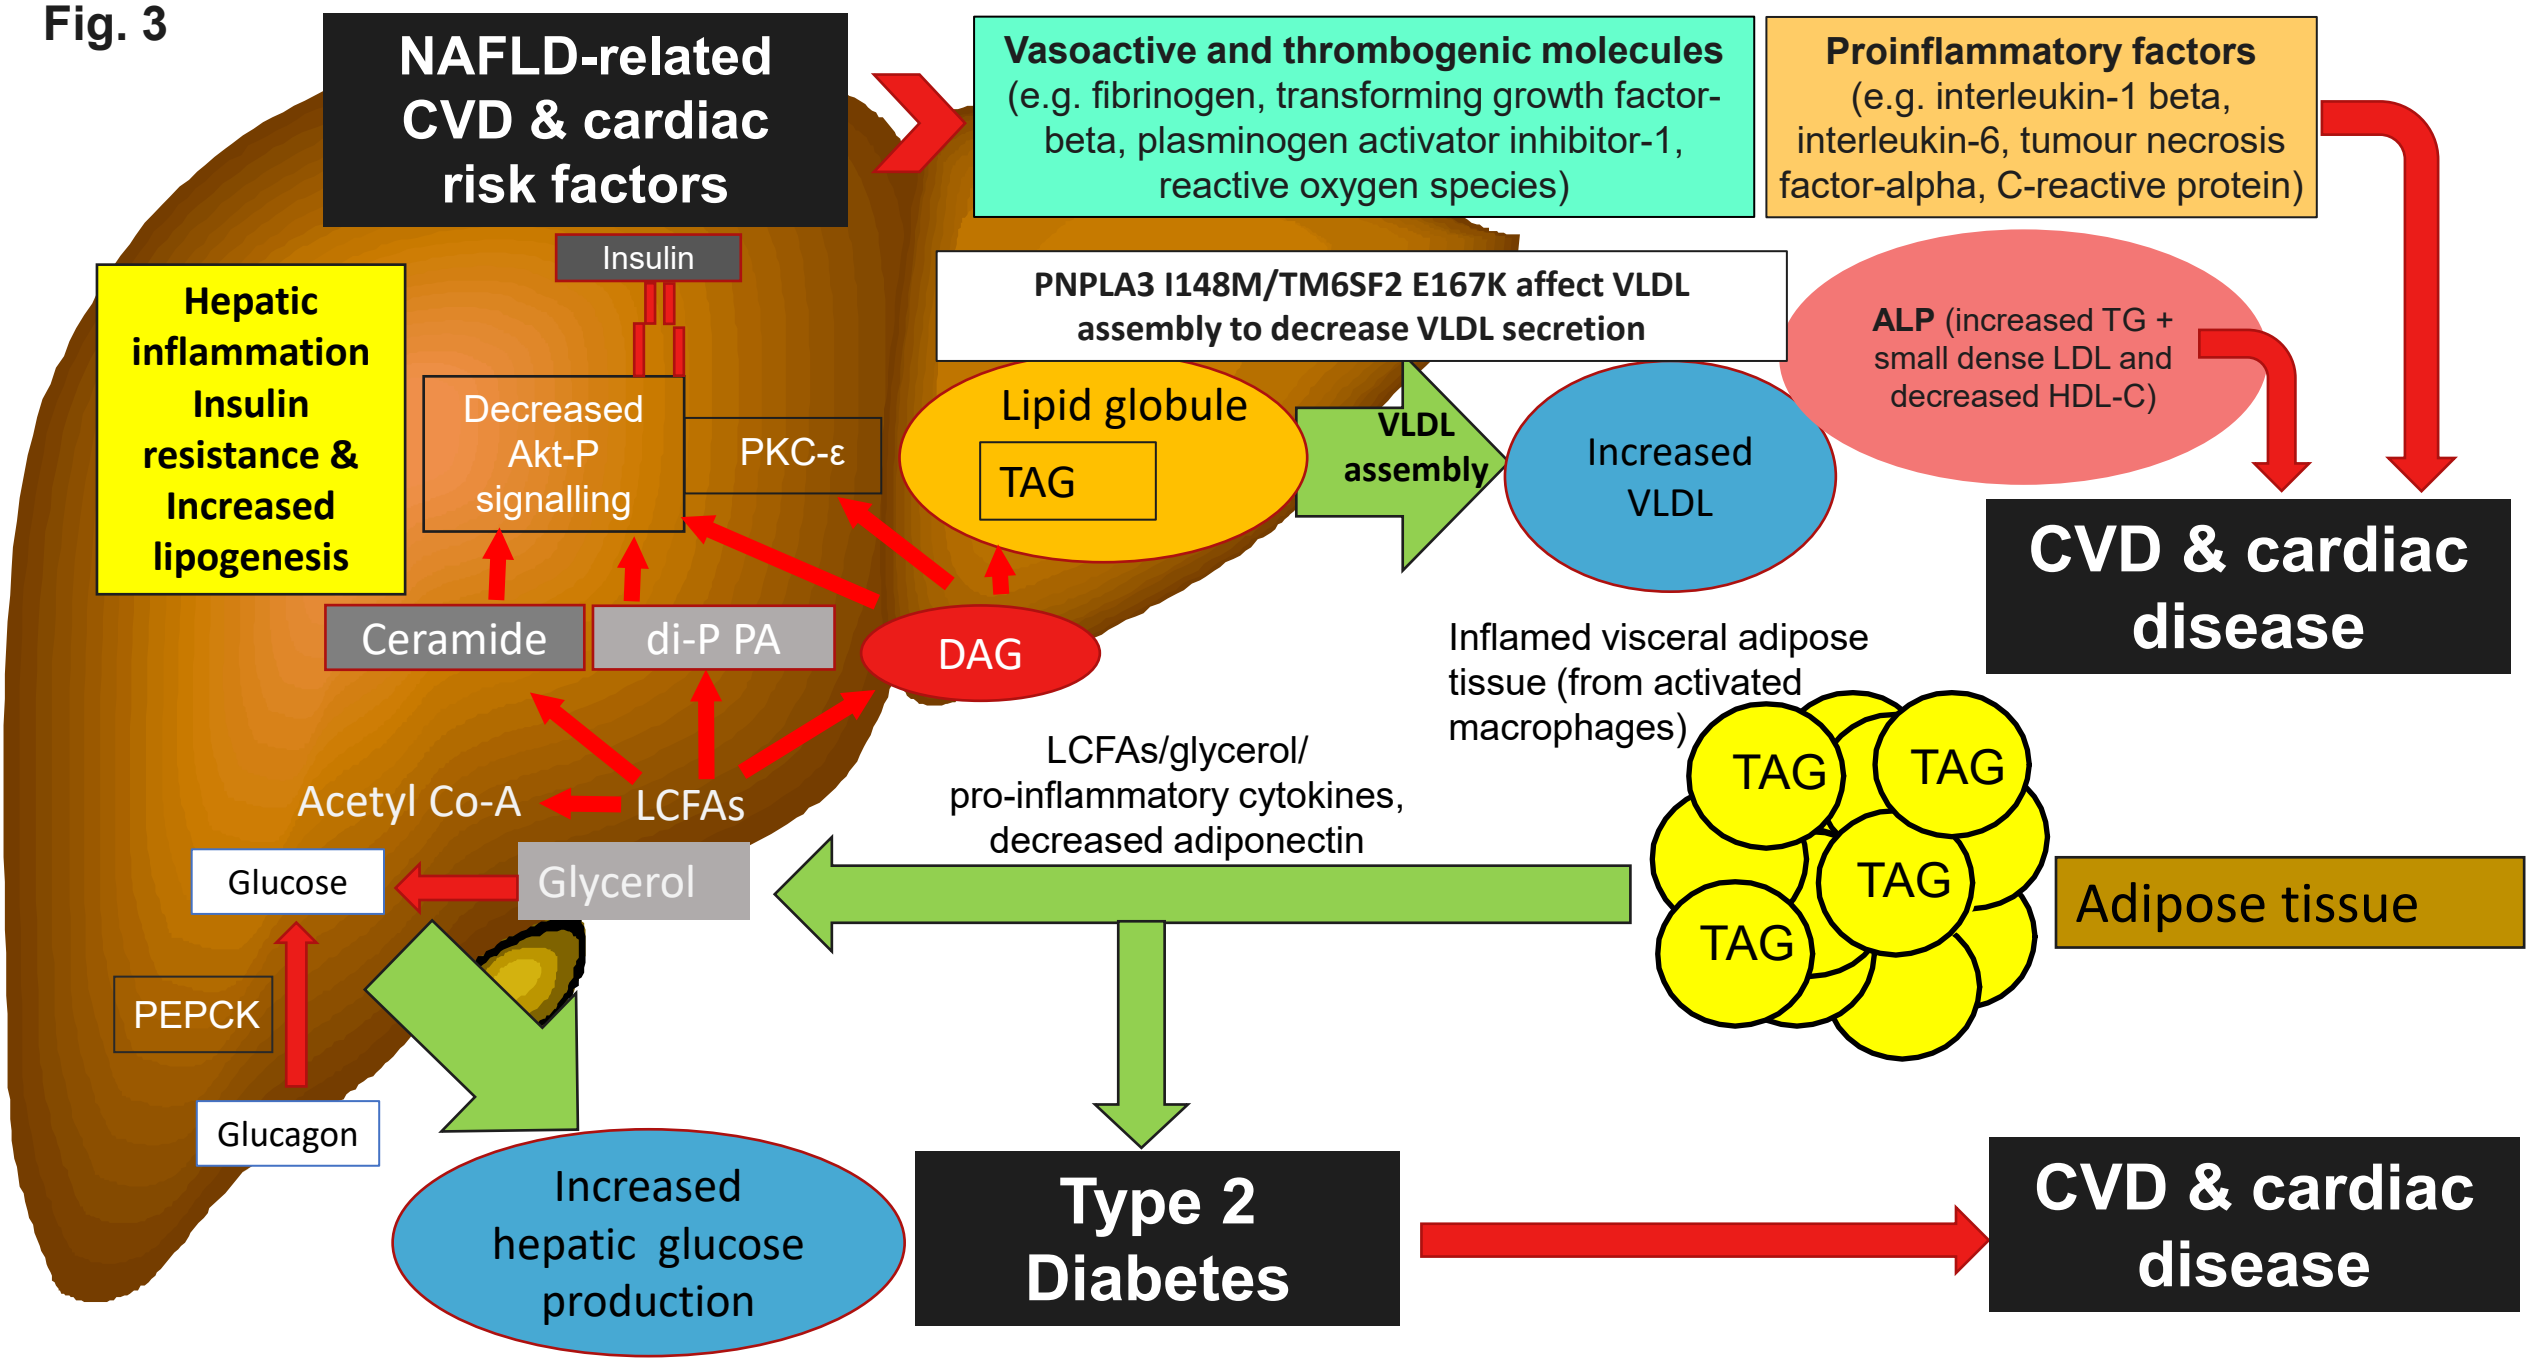 Fig. 3
NAFLD-related
CVD & cardiac
risk factors
Vasoactive and thrombogenic molecules
(e.g. fibrinogen, transforming growth factor-
beta, plasminogen activator inhibitor-1,
reactive oxygen species)
Proinflammatory factors
(e.g. interleukin-1 beta,
interleukin-6, tumour necrosis
factor-alpha, C-reactive protein)
Insulin
Hepatic
inflammation
Insulin
resistance &
Increased
lipogenesis
PNPLA3 I148M/TM6SF2 E167K affect VLDL
assembly to decrease VLDL secretion
ALP (increased TG +
small dense LDL and
decreased HDL-C)
Decreased
Akt-P
signalling
PKC-ε
Lipid globule
TAG
VLDL
assembly
Increased
VLDL
CVD & cardiac
disease
Ceramide
di-P PA
DAG
Inflamed visceral adipose
tissue (from activated
macrophages)
LCFAs/glycerol/
pro-inflammatory cytokines,
decreased adiponectin
TAG
TAG
TAG
TAG
Adipose tissue
Acetyl Co-A
LCFAs
Glucose
Glycerol
PEPCK
Glucagon
Increased
hepatic glucose
production
Type 2
Diabetes
CVD & cardiac
disease